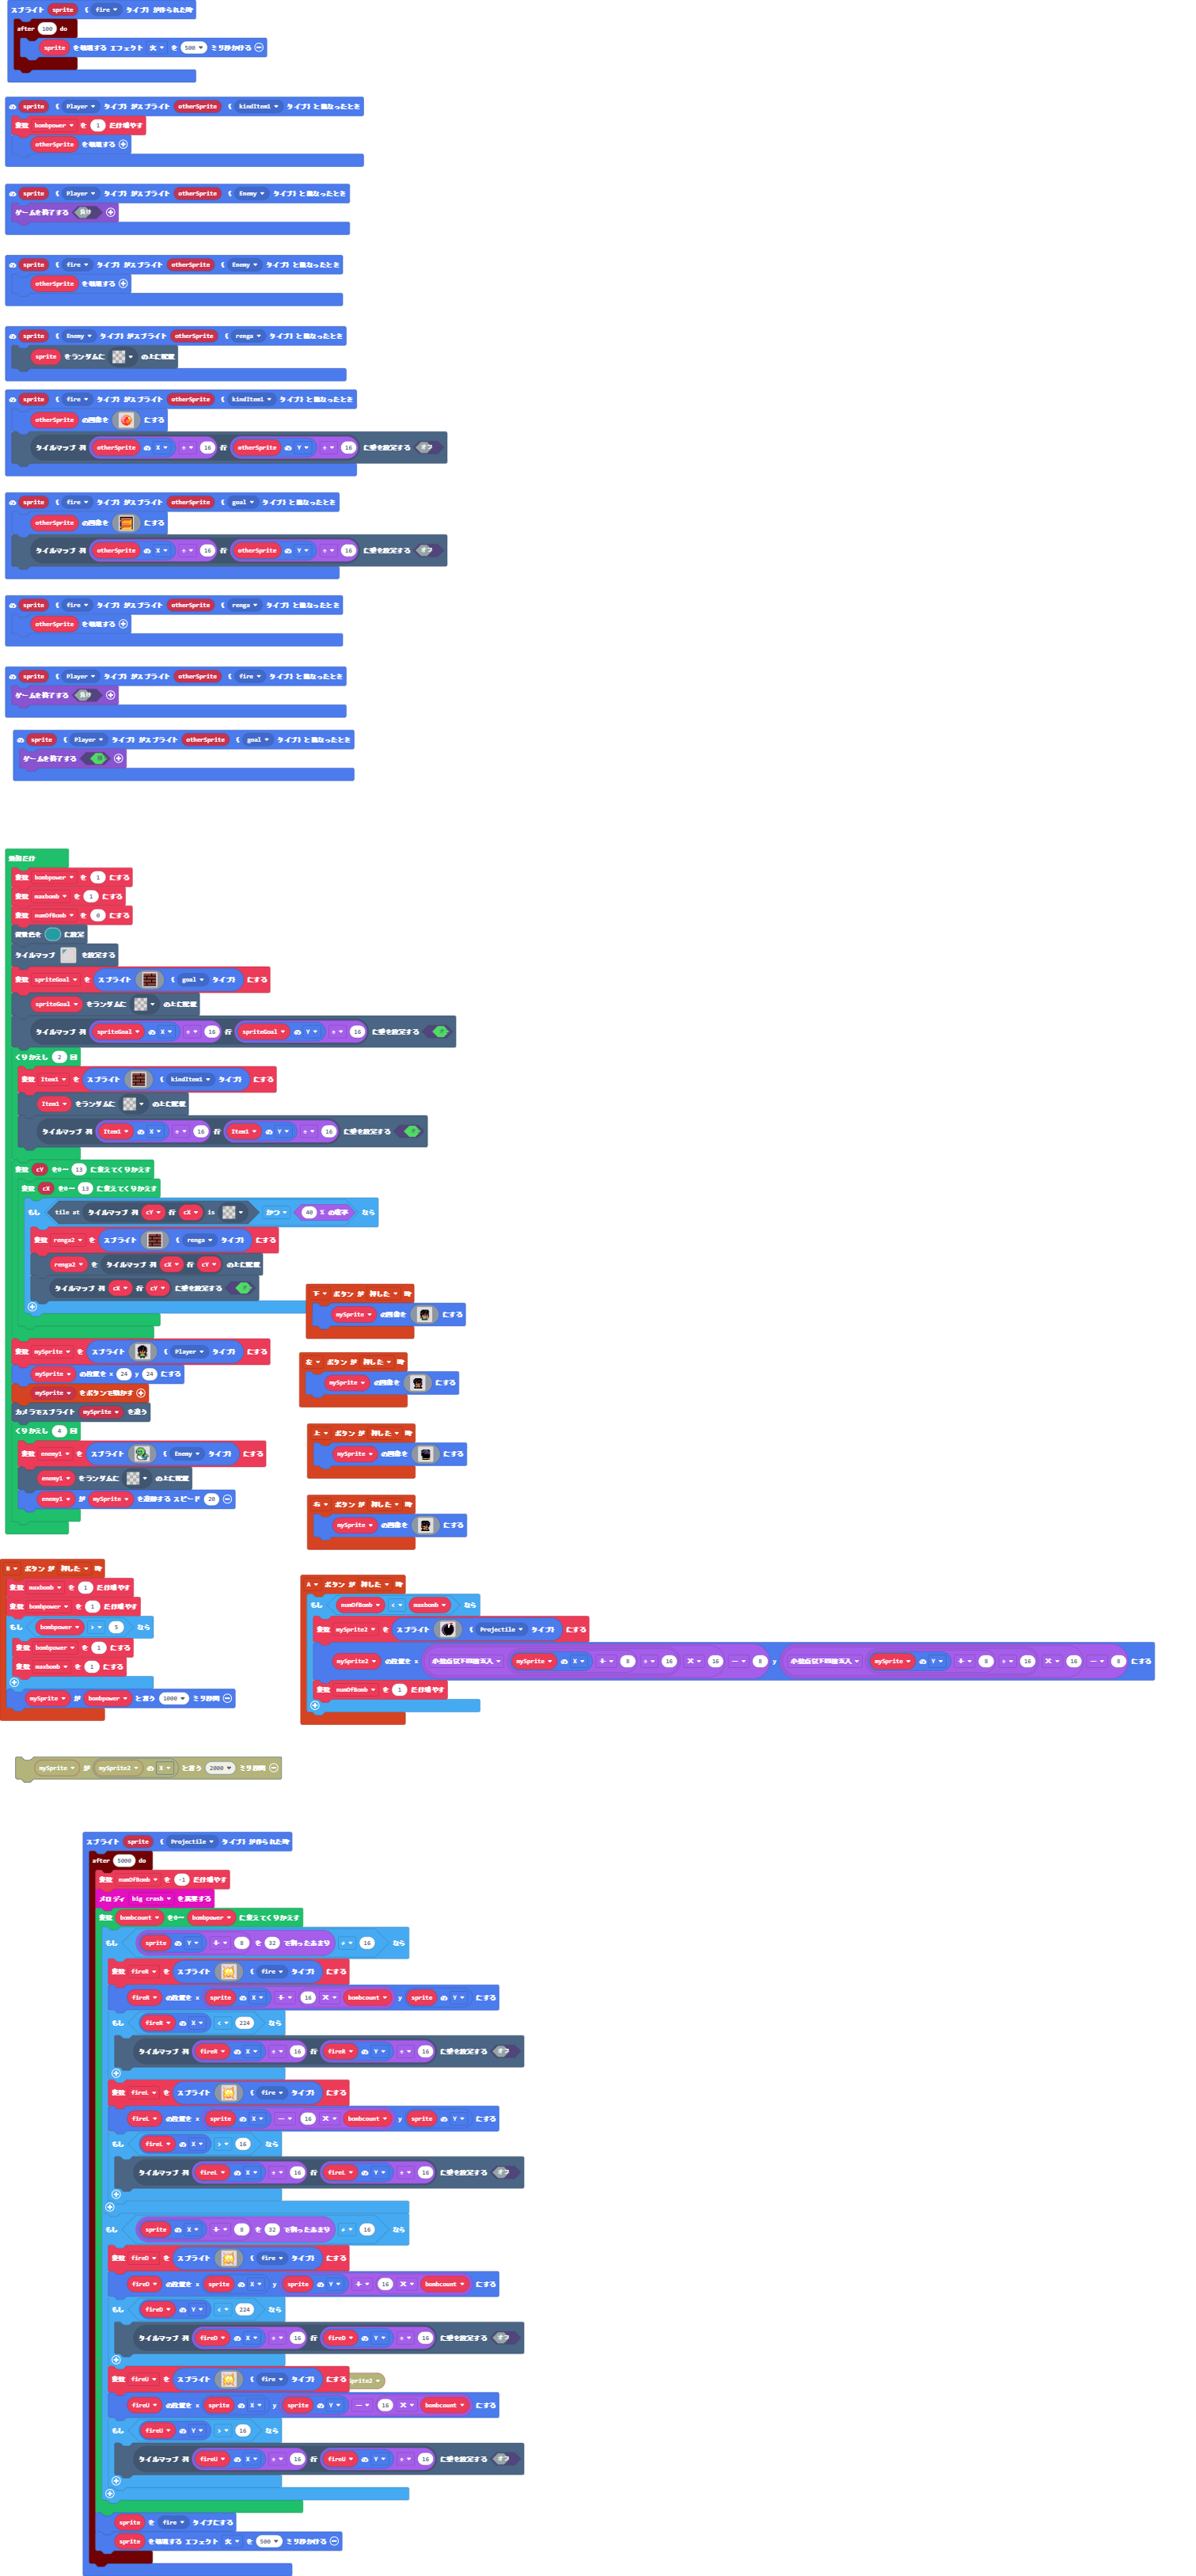 スプライト sprite { fire タイプ} が作られた時
after 100 do
sprite を破壊する エフェクト 火 を 500 ミリ秒かける
の sprite { Player タイプ} がスプライト otherSprite { kindItem1 タイプ} と重なったとき
変数 bombpower を 1 だけ増やす
otherSprite を破壊する
の sprite { Player タイプ} がスプライト otherSprite { Enemy タイプ} と重なったとき
ゲームを終了する
の sprite { fire タイプ} がスプライト otherSprite { Enemy タイプ} と重なったとき
otherSprite を破壊する
の sprite { Enemy タイプ} がスプライト otherSprite { renga タイプ} と重なったとき
sprite をランダムに の上に配置
の sprite { fire タイプ} がスプライト otherSprite { kindItem1 タイプ} と重なったとき
otherSprite の画像を にする
タイルマップ 列 otherSprite の X ÷ 16 行 otherSprite の Y ÷ 16 に壁を設定する オフ
の sprite { fire タイプ} がスプライト otherSprite { goal タイプ} と重なったとき
otherSprite の画像を にする
タイルマップ 列 otherSprite の X ÷ 16 行 otherSprite の Y ÷ 16 に壁を設定する オフ
の sprite { fire タイプ} がスプライト otherSprite { renga タイプ} と重なったとき
otherSprite を破壊する
の sprite { Player タイプ} がスプライト otherSprite { fire タイプ} と重なったとき
ゲームを終了する
の sprite { Player タイプ} がスプライト otherSprite { goal タイプ} と重なったとき
ゲームを終了する
最初だけ
変数 bombpower を 1 にする
変数 maxbomb を 1 にする
変数 numOfBomb を 0 にする
背景色を に設定
タイルマップ を設定する
変数 spriteGoal を スプライト { goal タイプ} にする
spriteGoal をランダムに の上に配置
タイルマップ 列 spriteGoal の X ÷ 16 行 spriteGoal の Y ÷ 16 に壁を設定する
くりかえし 2 回
変数 Item1 を スプライト { kindItem1 タイプ} にする
Item1 をランダムに の上に配置
タイルマップ 列 Item1 の X ÷ 16 行 Item1 の Y ÷ 16 に壁を設定する
変数 cY を0～ 13 に変えてくりかえす
変数 cX を0～ 13 に変えてくりかえす
もし tile at タイルマップ 列 cY 行 cX is かつ 40 % の確率 なら
変数 renga2 を スプライト { renga タイプ} にする
renga2 を タイルマップ 列 cX 行 cY の上に配置
タイルマップ 列 cX 行 cY に壁を設定する
変数 mySprite を スプライト { Player タイプ} にする
mySprite の位置を x 24 y 24 にする
mySprite をボタンで動かす
カメラでスプライト mySprite を追う
くりかえし 4 回
変数 enemy1 を スプライト { Enemy タイプ} にする
enemy1 をランダムに の上に配置
enemy1 が mySprite を追跡する スピード 20
下 ボタン が 押した 時
mySprite の画像を にする
左 ボタン が 押した 時
mySprite の画像を にする
上 ボタン が 押した 時
mySprite の画像を にする
右 ボタン が 押した 時
mySprite の画像を にする
B ボタン が 押した 時
変数 maxbomb を 1 だけ増やす
変数 bombpower を 1 だけ増やす
もし bombpower > 5 なら
変数 bombpower を 1 にする
変数 maxbomb を 1 にする
mySprite が bombpower と言う 1000 ミリ秒間
A ボタン が 押した 時
もし numOfBomb < maxbomb なら
変数 mySprite2 を スプライト { Projectile タイプ} にする
mySprite2 の位置を x 小数点以下四捨五入 mySprite の X + 8 ÷ 16 × 16 － 8 y 小数点以下四捨五入 mySprite の Y + 8 ÷ 16 × 16 － 8 にする
変数 numOfBomb を 1 だけ増やす
mySprite が mySprite2 の X と言う 2000 ミリ秒間
スプライト sprite { Projectile タイプ} が作られた時
after 5000 do
変数 numOfBomb を -1 だけ増やす
メロディ big crash を演奏する
変数 bombcount を0～ bombpower に変えてくりかえす
もし sprite の Y + 8 を 32 で割ったあまり ≠ 16 なら
変数 fireR を スプライト { fire タイプ} にする
fireR の位置を x sprite の X + 16 × bombcount y sprite の Y にする
もし fireR の X < 224 なら
タイルマップ 列 fireR の X ÷ 16 行 fireR の Y ÷ 16 に壁を設定する オフ
変数 fireL を スプライト { fire タイプ} にする
fireL の位置を x sprite の X － 16 × bombcount y sprite の Y にする
もし fireL の X > 16 なら
タイルマップ 列 fireL の X ÷ 16 行 fireL の Y ÷ 16 に壁を設定する オフ
もし sprite の X + 8 を 32 で割ったあまり ≠ 16 なら
変数 fireD を スプライト { fire タイプ} にする
fireD の位置を x sprite の X y sprite の Y + 16 × bombcount にする
もし fireD の Y < 224 なら
タイルマップ 列 fireD の X ÷ 16 行 fireD の Y ÷ 16 に壁を設定する オフ
変数 fireU を スプライト { fire タイプ} にする
prite2
fireU の位置を x sprite の X y sprite の Y － 16 × bombcount にする
もし fireU の Y > 16 なら
タイルマップ 列 fireU の X ÷ 16 行 fireU の Y ÷ 16 に壁を設定する オフ
sprite を fire タイプにする
sprite を破壊する エフェクト 火 を 500 ミリ秒かける